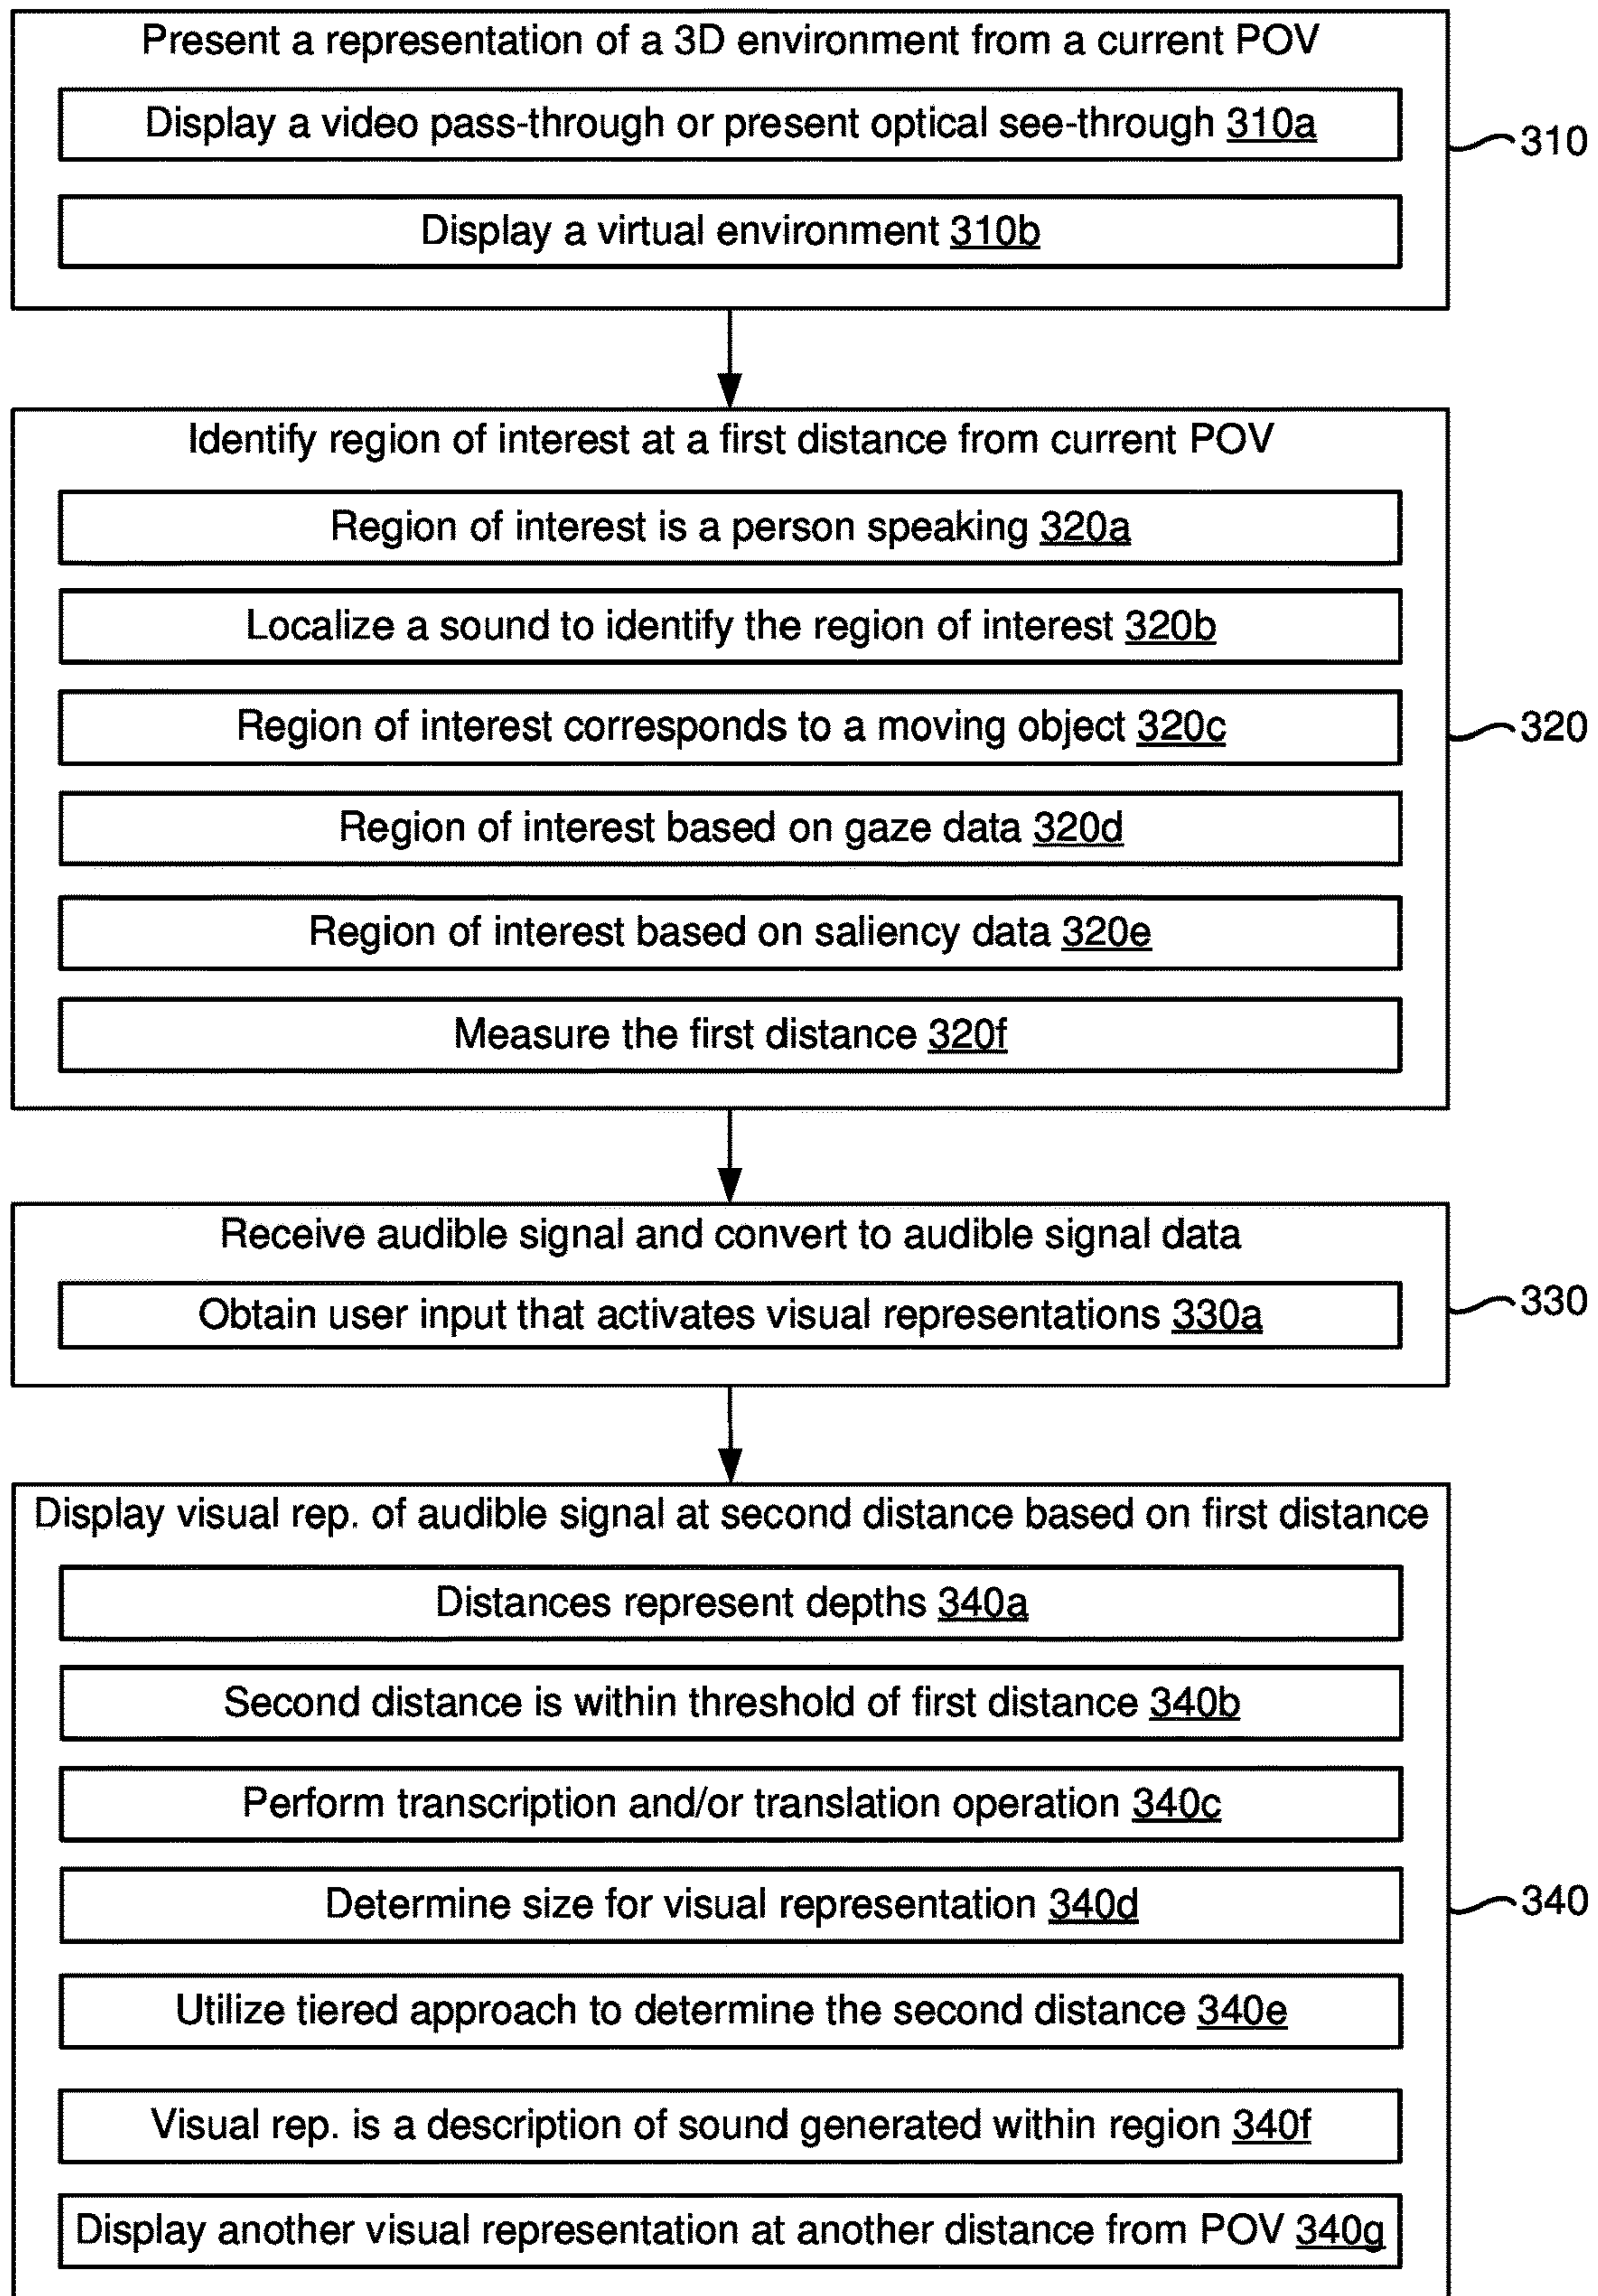 Present a representation of a 3D environment from a current POV
Display a video pass-through or present optical see-through 310a
310
Display a virtual environment 310b
Identify region of interest at a first distance from current POV
Region of interest is a person speaking 320a
Localize a sound to identify the region of interest 320b
Region of interest corresponds to a moving object 320c
320
Region of interest based on gaze data 320d
Region of interest based on saliency data 320e
Measure the first distance 320f
Receive audible signal and convert to audible signal data
Obtain user input that activates visual representations 330a
330
Display visual rep. of audible signal at second distance based on first distance
Distances represent depths 340a
Second distance is within threshold of first distance 340b
Perform transcription and/or translation operation 340c
Determine size for visual representation 340d
340
Utilize tiered approach to determine the second distance 340e
Visual rep. is a description of sound generated within region 340f
Display another visual representation at another distance from POV 340g